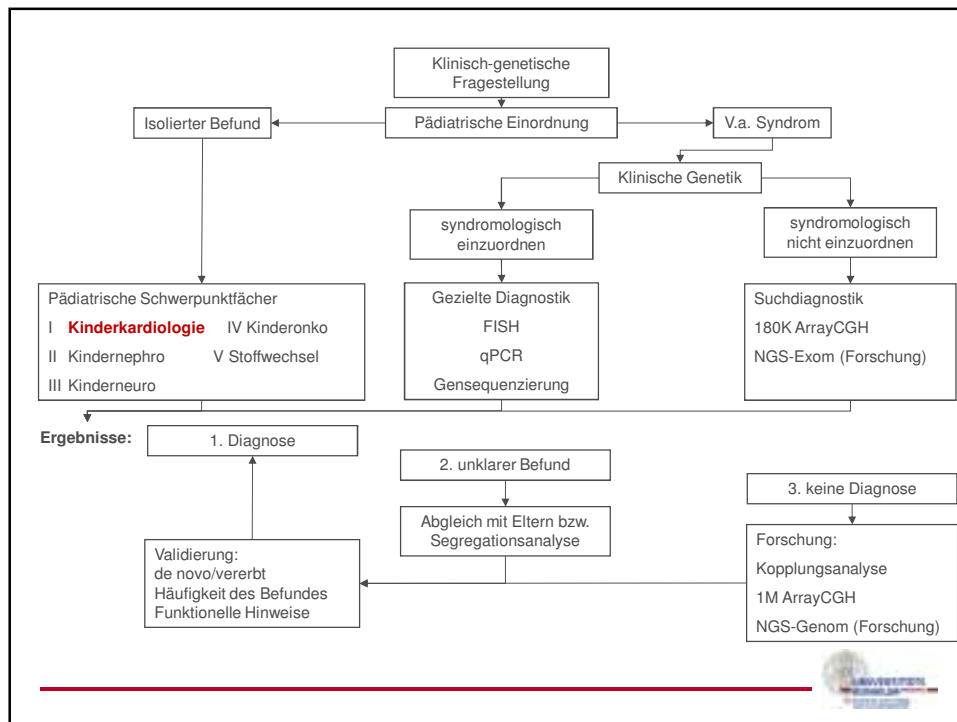 Klinisch-genetische
Fragestellung
Isolierter Befund
Pädiatrische Einordnung
V.a. Syndrom
Klinische Genetik
syndromologisch
einzuordnen
syndromologisch
nicht einzuordnen
Pädiatrische Schwerpunktfächer
I Kinderkardiologie IV Kinderonko
II Kindernephro V Stoffwechsel
III Kinderneuro
Gezielte Diagnostik
FISH
qPCR
Gensequenzierung
Suchdiagnostik
180K ArrayCGH
NGS-Exom (Forschung)
Ergebnisse:
1. Diagnose
2. unklarer Befund
3. keine Diagnose
Abgleich mit Eltern bzw.
Segregationsanalyse
Validierung:
de novo/vererbt
Häufigkeit des Befundes
Funktionelle Hinweise
Forschung:
Kopplungsanalyse
1M ArrayCGH
NGS-Genom (Forschung)